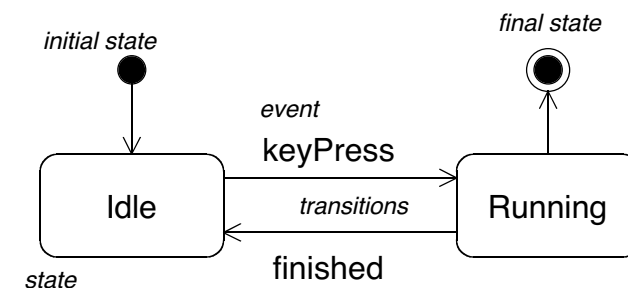 final state
initial state
event
keyPress
Idle
transitions
Running
finished
state